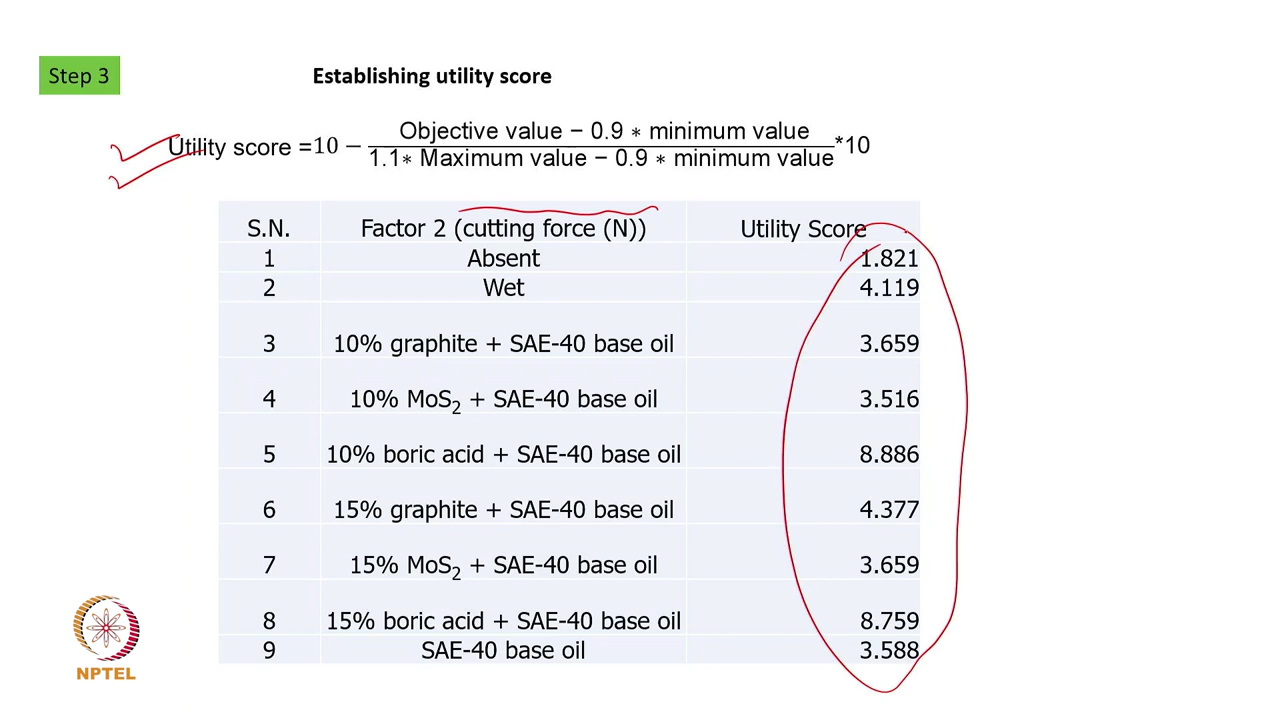 Step 3
Establishing utility score
Utility score =10 − Objective value − 0.9 ∗ minimum value / 1.1∗ Maximum value − 0.9 ∗ minimum value *10
S.N. Factor 2 (cutting force (N)) Utility Score
1 Absent 1.821
2 Wet 4.119
3 10% graphite + SAE-40 base oil 3.659
4 10% MoS₂ + SAE-40 base oil 3.516
5 10% boric acid + SAE-40 base oil 8.886
6 15% graphite + SAE-40 base oil 4.377
7 15% MoS₂ + SAE-40 base oil 3.659
8 15% boric acid + SAE-40 base oil 8.759
9 SAE-40 base oil 3.588
NPTEL